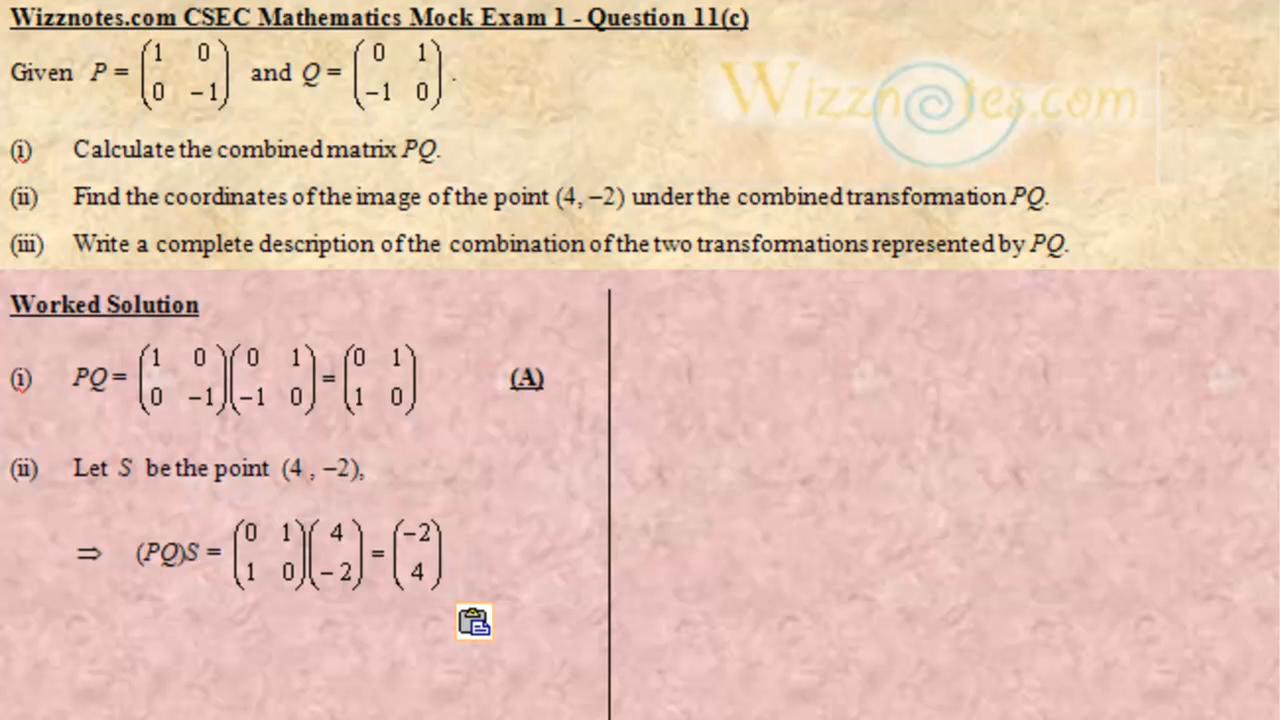 Wizznotes.com CSEC Mathematics Mock Exam 1 - Question 11(c)
Given P = (1 0 / 0 −1) and Q = (0 1 / −1 0).
Wizznotes.com
(i) Calculate the combined matrix PQ.
(ii) Find the coordinates of the image of the point (4, −2) under the combined transformation PQ.
(iii) Write a complete description of the combination of the two transformations represented by PQ.
Worked Solution
(i) PQ = (1 0 / 0 −1)(0 1 / −1 0) = (0 1 / 1 0) (A)
(ii) Let S be the point (4 , −2),
⇒ (PQ)S = (0 1 / 1 0)(4 / −2) = (−2 / 4)